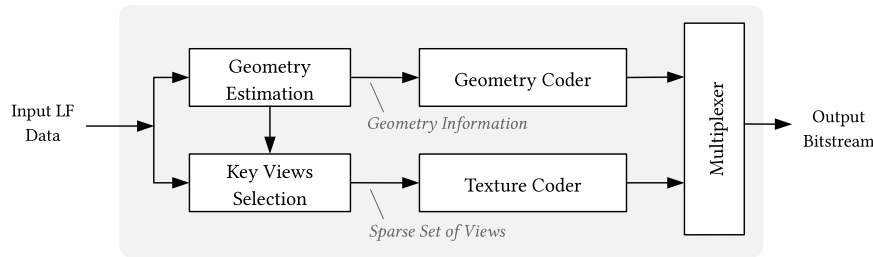 Input LF
Data
Geometry
Estimation
Geometry Information
Geometry Coder
Key Views
Selection
Sparse Set of Views
Texture Coder
Multiplexer
Output
Bitstream